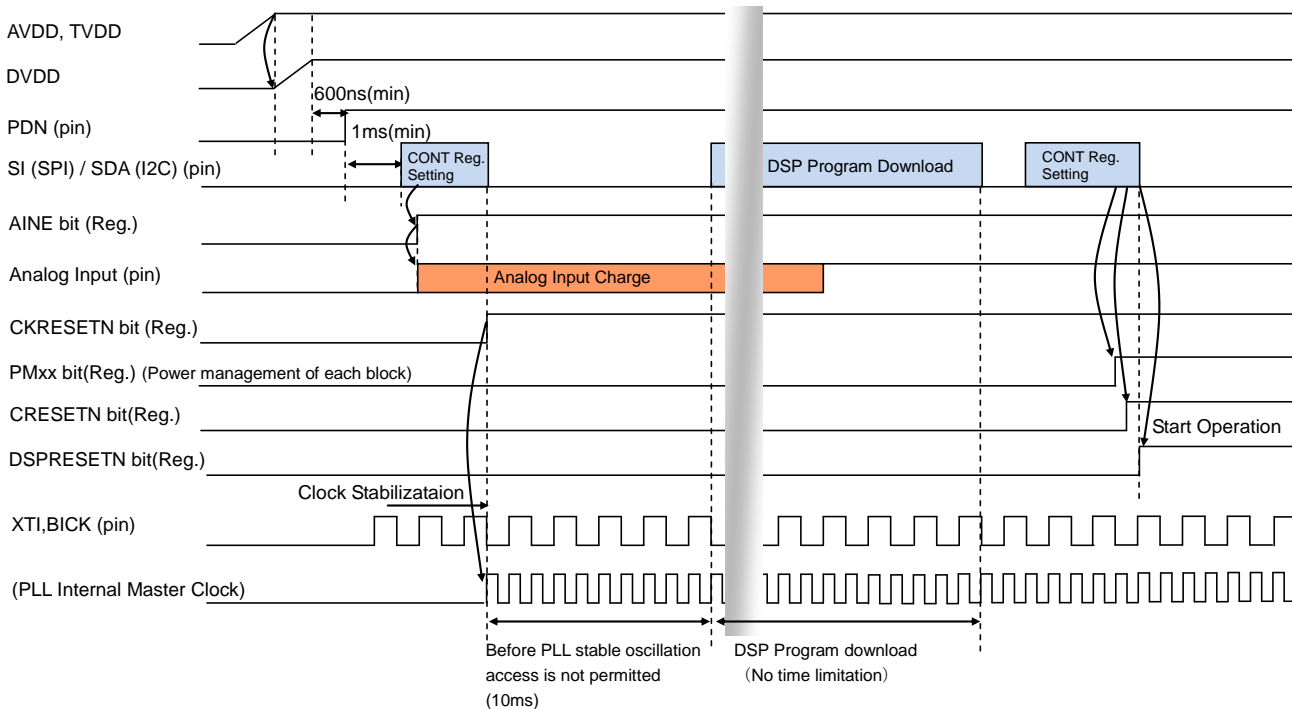 AVDD, TVDD
DVDD
600ns(min)
PDN (pin)
1ms(min)
SI (SPI) / SDA (I2C) (pin)
CONT Reg.
Setting
DSP Program Download
CONT Reg.
Setting
AINE bit (Reg.)
Analog Input (pin)
Analog Input Charge
CKRESETN bit (Reg.)
PMxx bit(Reg.) (Power management of each block)
CRESETN bit(Reg.)
Start Operation
DSPRESETN bit(Reg.)
Clock Stabilizataion
XTI,BICK (pin)
(PLL Internal Master Clock)
Before PLL stable oscillation
access is not permitted
(10ms)
DSP Program download
（No time limitation）